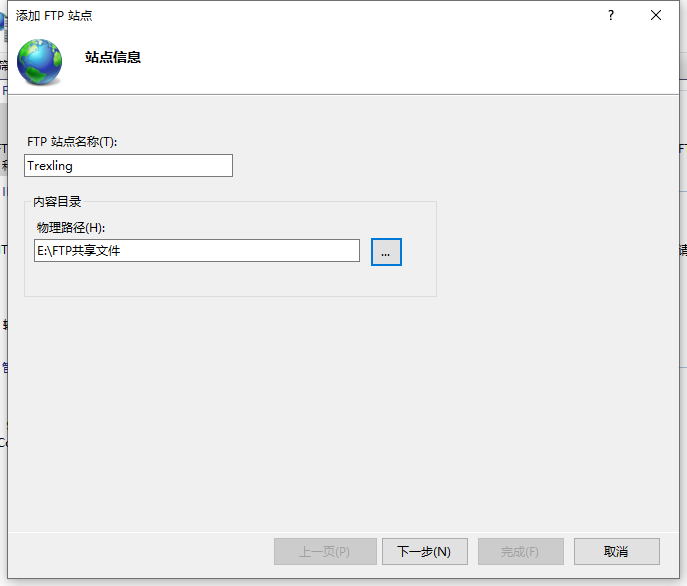 添加 FTP 站点
?
站点信息
FTP 站点名称(T):
Trexling
内容目录
物理路径(H):
E:\FTP共享文件
...
上一页(P)
下一步(N)
完成(F)
取消